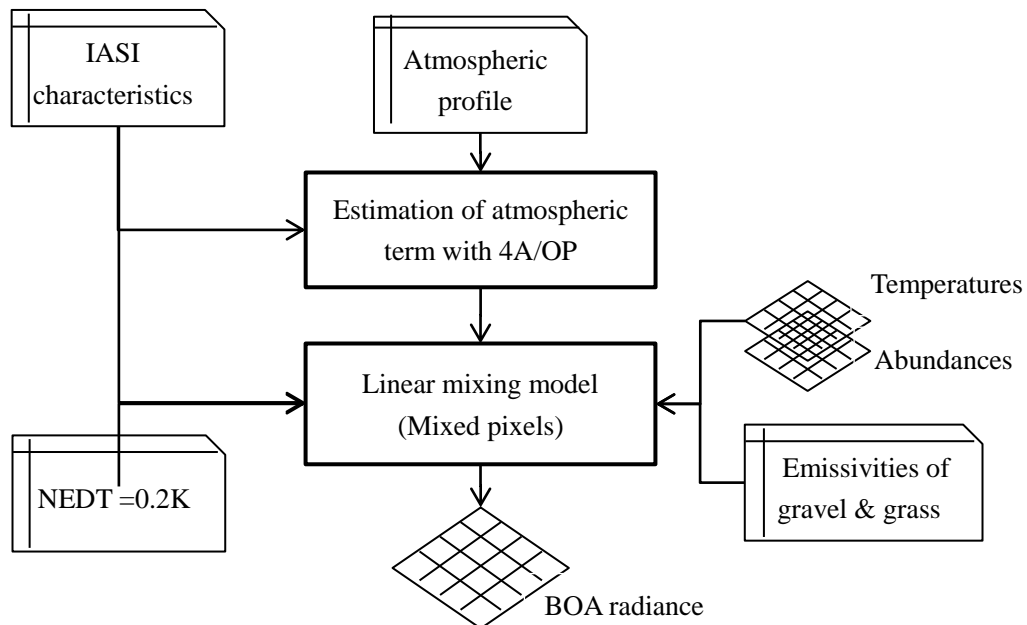 IASI
characteristics
Atmospheric
profile
Estimation of atmospheric
term with 4A/OP
Temperatures
Abundances
Linear mixing model
(Mixed pixels)
NEDT =0.2K
Emissivities of
gravel & grass
BOA radiance